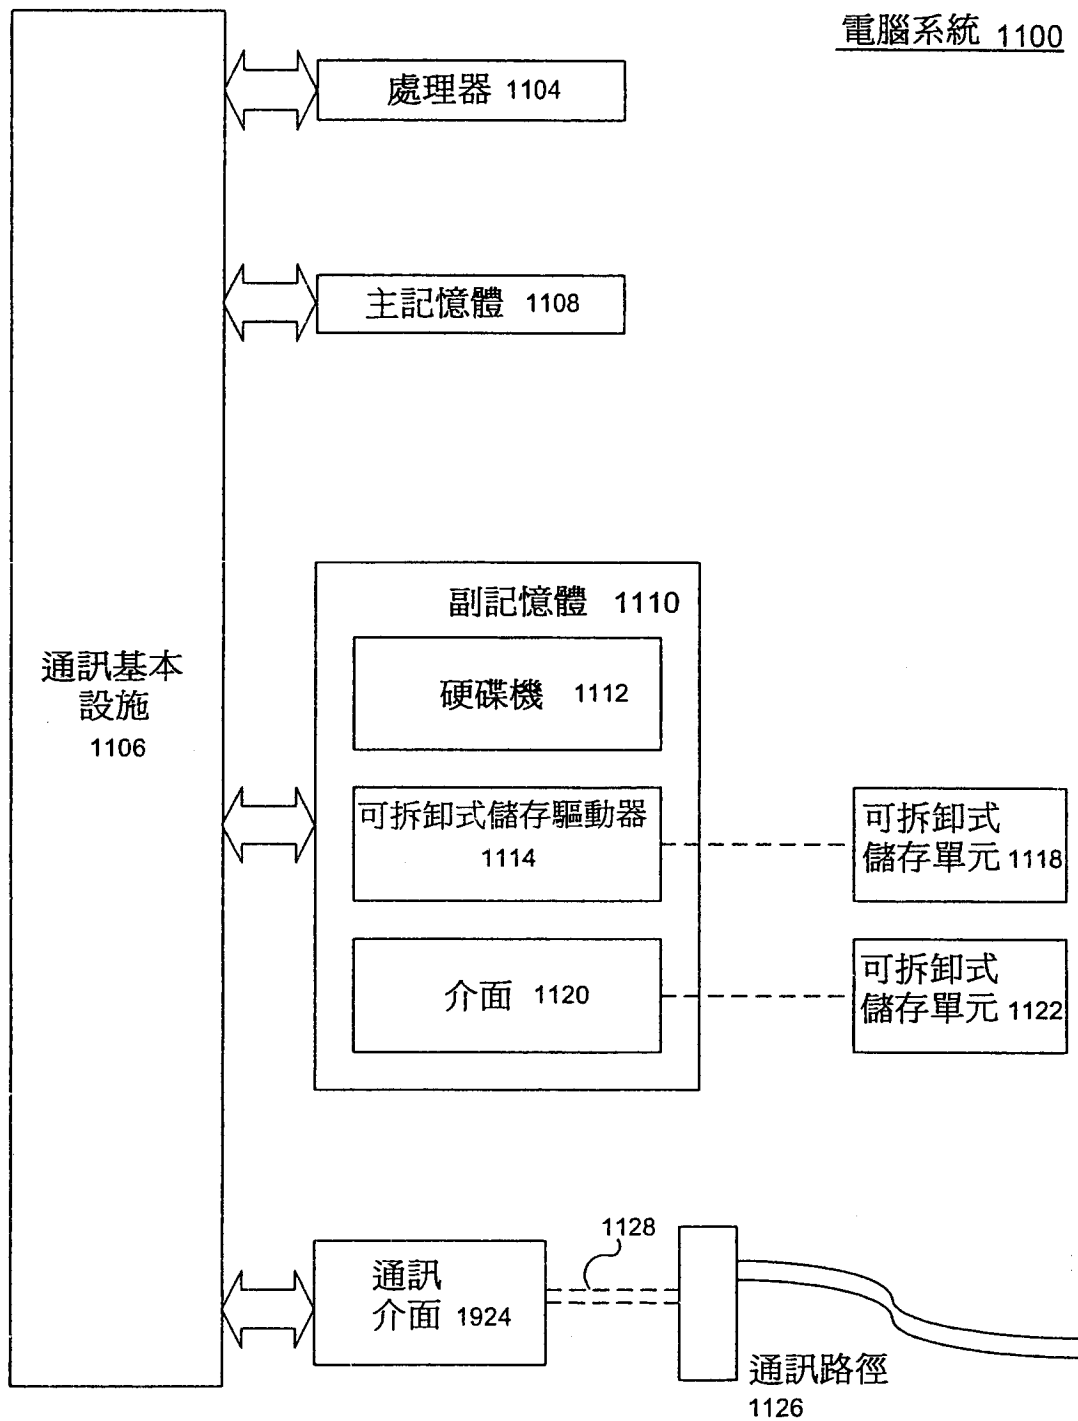 電腦系統 1100
處理器 1104
主記憶體 1108
副記憶體 1110
硬碟機 1112
通訊基本
設施
1106
可拆卸式儲存驅動器
1114
可拆卸式
儲存單元 1118
介面 1120
可拆卸式
儲存單元 1122
1128
通訊
介面 1924
通訊路徑
1126